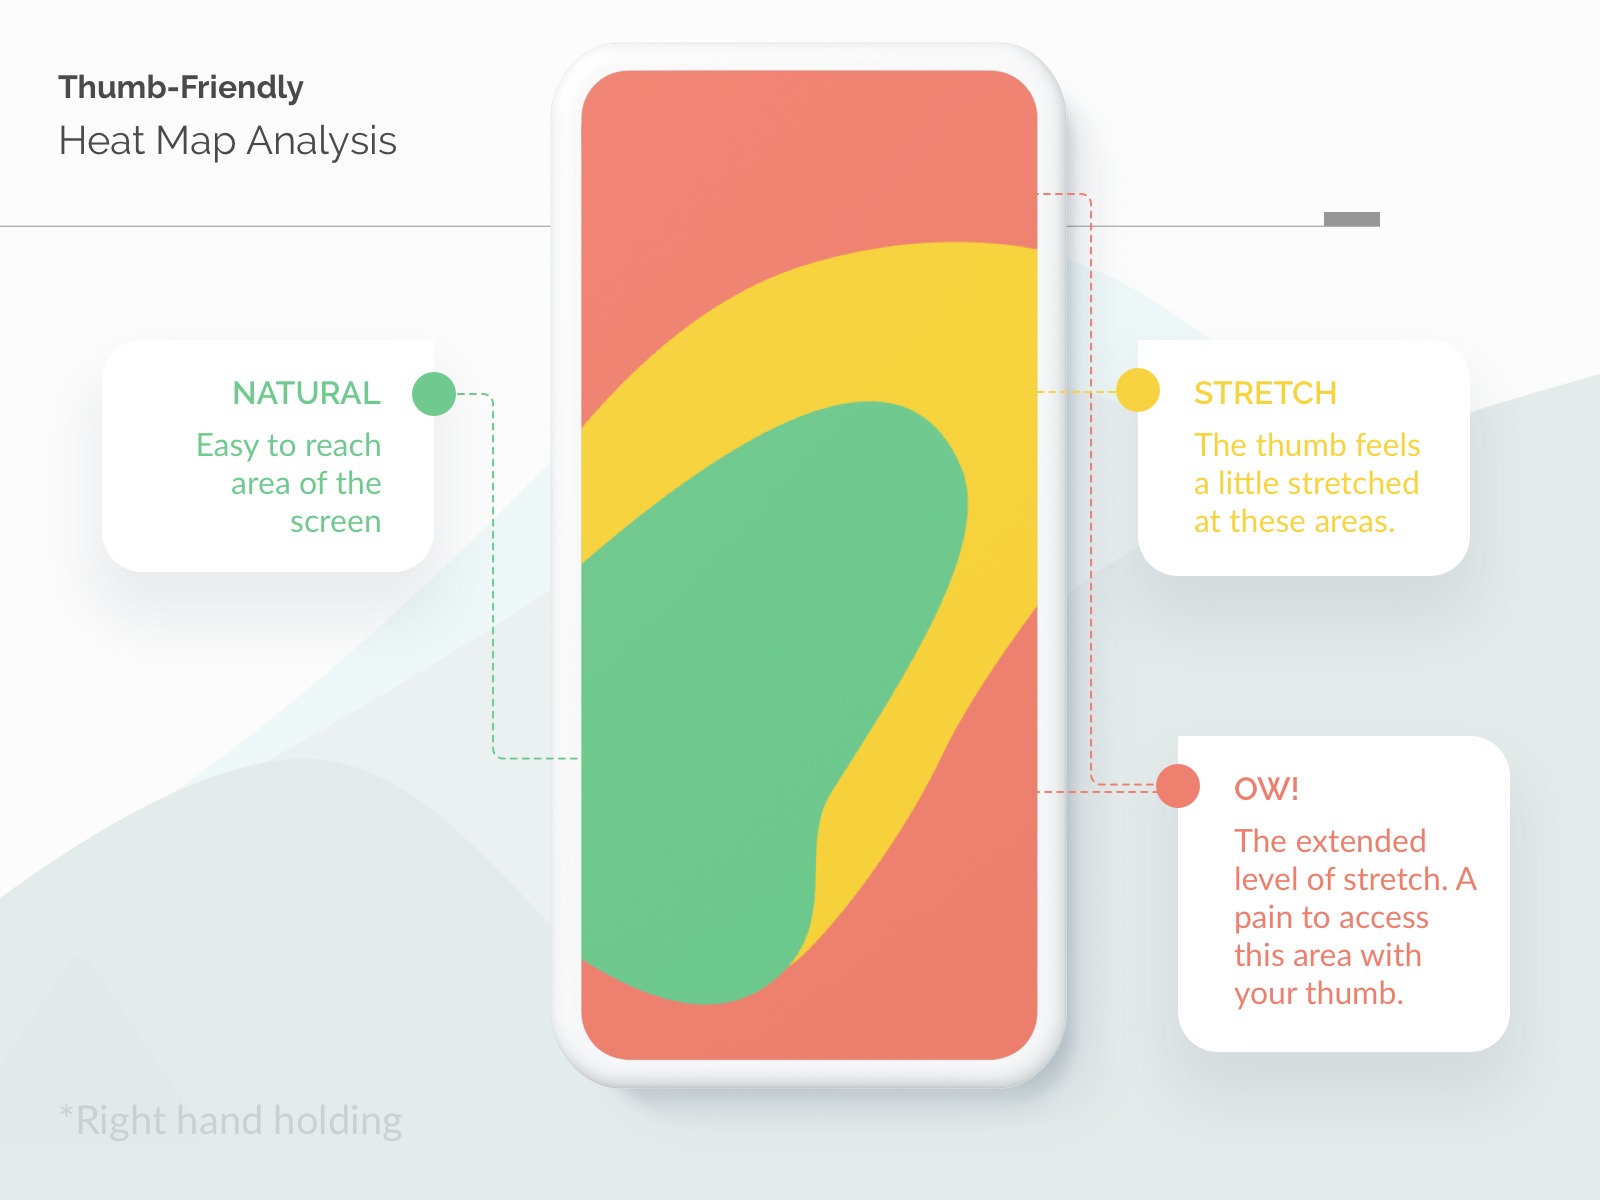 Thumb-Friendly
Heat Map Analysis
NATURAL
Easy to reach
area of the
screen
STRETCH
The thumb feels
a little stretched
at these areas.
OW!
The extended
level of stretch. A
pain to access
this area with
your thumb.
*Right hand holding